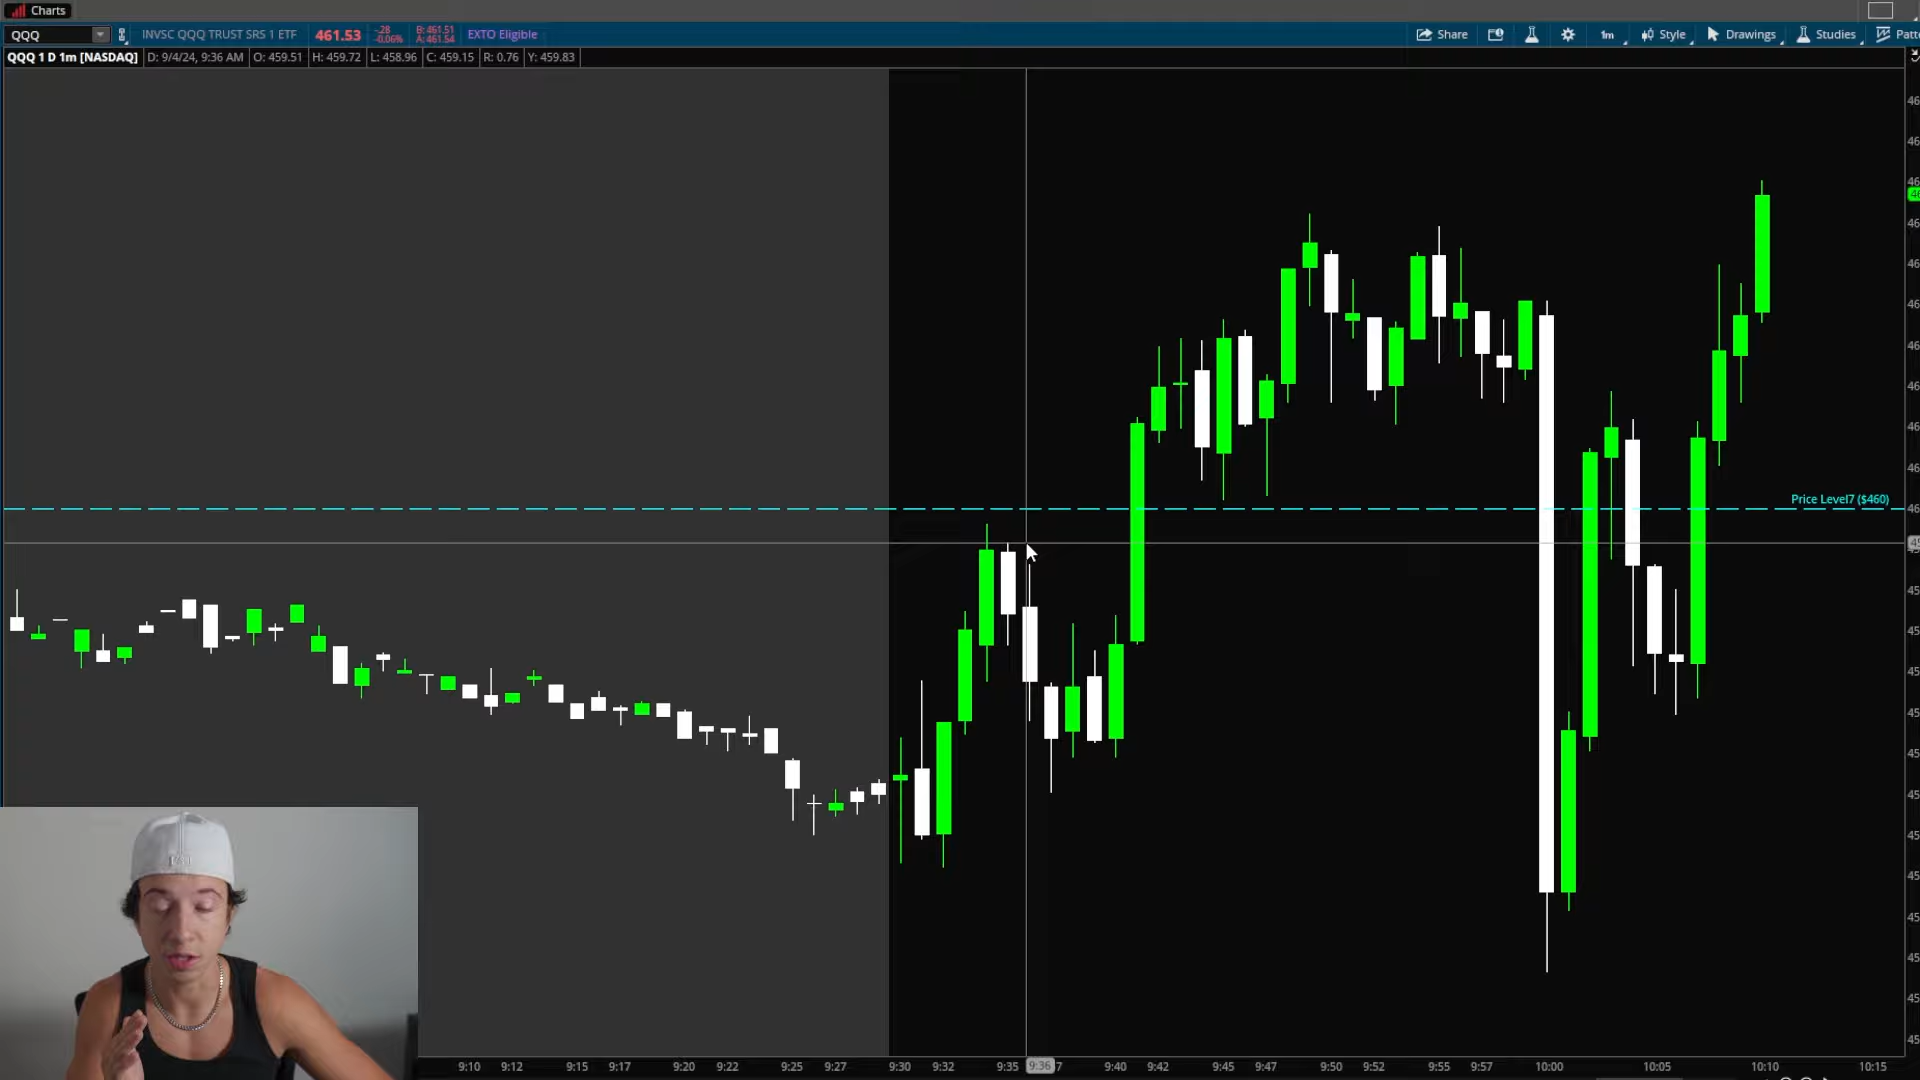 Charts
QQQ INVSC QQQ TRUST SRS 1 ETF 461.53 -.28 -0.06% B: 461.51 A: 461.54 EXTO Eligible Share 1m Style Drawings Studies
QQQ 1 D 1m [NASDAQ] D: 9/4/24, 9:36 AM O: 459.51 H: 459.72 L: 458.96 C: 459.15 R: 0.76 Y: 459.83
Price Level7 ($460)
9:10 9:12 9:15 9:17 9:20 9:22 9:25 9:27 9:30 9:32 9:35 9:36 7 9:40 9:42 9:45 9:47 9:50 9:52 9:55 9:57 10:00 10:05 10:10 10:15